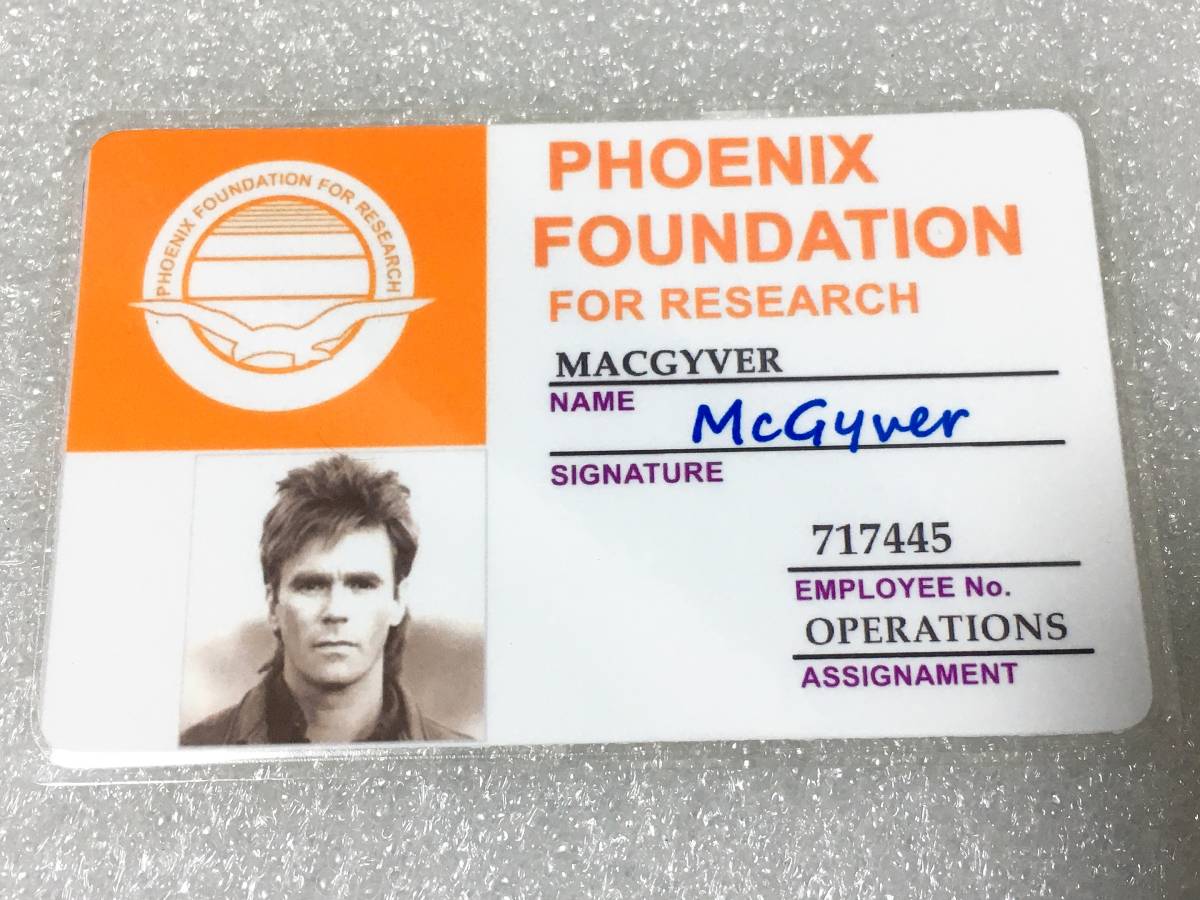 PHOENIX FOUNDATION FOR RESEARCH
PHOENIX
FOUNDATION
FOR RESEARCH
MACGYVER
NAME
McGyver
SIGNATURE
717445
EMPLOYEE No.
OPERATIONS
ASSIGNAMENT